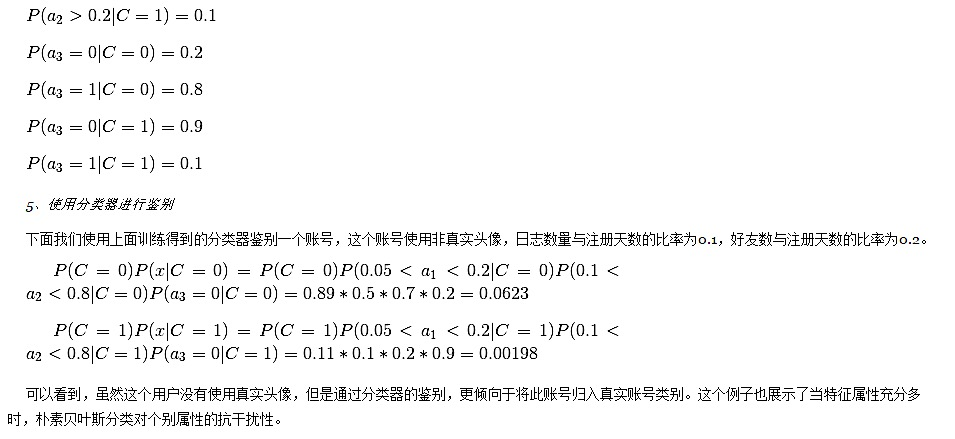 P(a₂ > 0.2|C = 1) = 0.1
P(a₃ = 0|C = 0) = 0.2
P(a₃ = 1|C = 0) = 0.8
P(a₃ = 0|C = 1) = 0.9
P(a₃ = 1|C = 1) = 0.1
5、使用分类器进行鉴别
下面我们使用上面训练得到的分类器鉴别一个账号，这个账号使用非真实头像，日志数量与注册天数的比率为0.1，好友数与注册天数的比率为0.2。
P(C = 0)P(x|C = 0) = P(C = 0)P(0.05 < a₁ < 0.2|C = 0)P(0.1 <
a₂ < 0.8|C = 0)P(a₃ = 0|C = 0) = 0.89 * 0.5 * 0.7 * 0.2 = 0.0623
P(C = 1)P(x|C = 1) = P(C = 1)P(0.05 < a₁ < 0.2|C = 1)P(0.1 <
a₂ < 0.8|C = 1)P(a₃ = 0|C = 1) = 0.11 * 0.1 * 0.2 * 0.9 = 0.00198
可以看到，虽然这个用户没有使用真实头像，但是通过分类器的鉴别，更倾向于将此账号归入真实账号类别。这个例子也展示了当特征属性充分多
时，朴素贝叶斯分类对个别属性的抗干扰性。